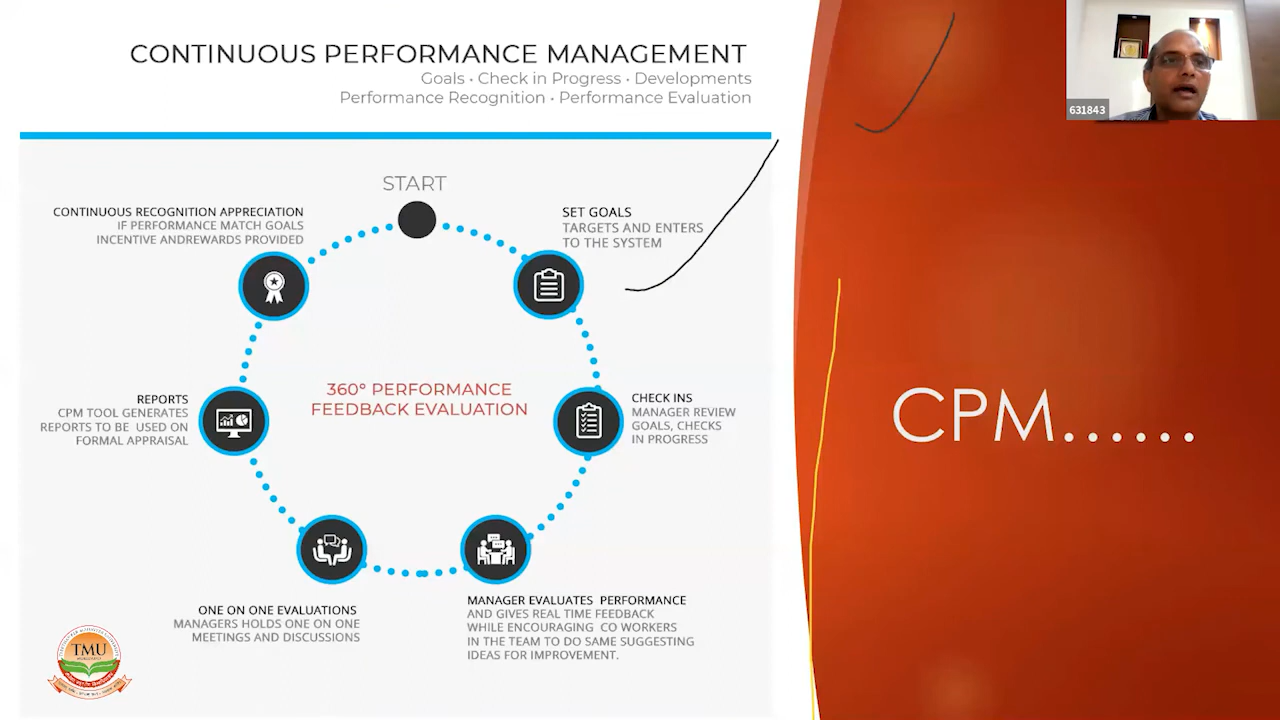 CONTINUOUS PERFORMANCE MANAGEMENT
Goals • Check in Progress • Developments
Performance Recognition • Performance Evaluation
631843
START
SET GOALS
TARGETS AND ENTERS
TO THE SYSTEM
CHECK INS
MANAGER REVIEW
GOALS, CHECKS
IN PROGRESS
MANAGER EVALUATES PERFORMANCE
AND GIVES REAL TIME FEEDBACK
WHILE ENCOURAGING CO WORKERS
IN THE TEAM TO DO SAME SUGGESTING
IDEAS FOR IMPROVEMENT.
ONE ON ONE EVALUATIONS
MANAGERS HOLDS ONE ON ONE
MEETINGS AND DISCUSSIONS
REPORTS
CPM TOOL GENERATES
REPORTS TO BE USED ON
FORMAL APPRAISAL
CONTINUOUS RECOGNITION APPRECIATION
IF PERFORMANCE MATCH GOALS
INCENTIVE ANDREWARDS PROVIDED
360° PERFORMANCE
FEEDBACK EVALUATION
CPM......
TMU